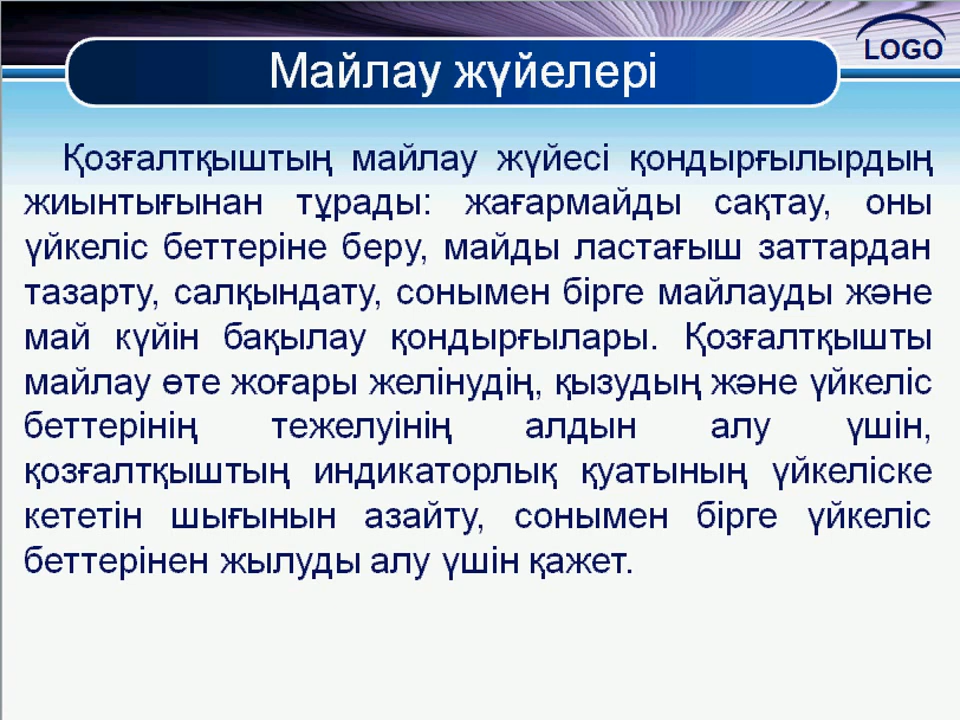 LOGO
Майлау жүйелері
Қозғалтқыштың майлау жүйесі қондырғылырдың
жиынтығынан тұрады: жағармайды сақтау, оны
үйкеліс беттеріне беру, майды ластағыш заттардан
тазарту, салқындату, сонымен бірге майлауды және
май күйін бақылау қондырғылары. Қозғалтқышты
майлау өте жоғары желінудің, қызудың және үйкеліс
беттерінің тежелуінің алдын алу үшін,
қозғалтқыштың индикаторлық қуатының үйкеліске
кететін шығынын азайту, сонымен бірге үйкеліс
беттерінен жылуды алу үшін қажет.